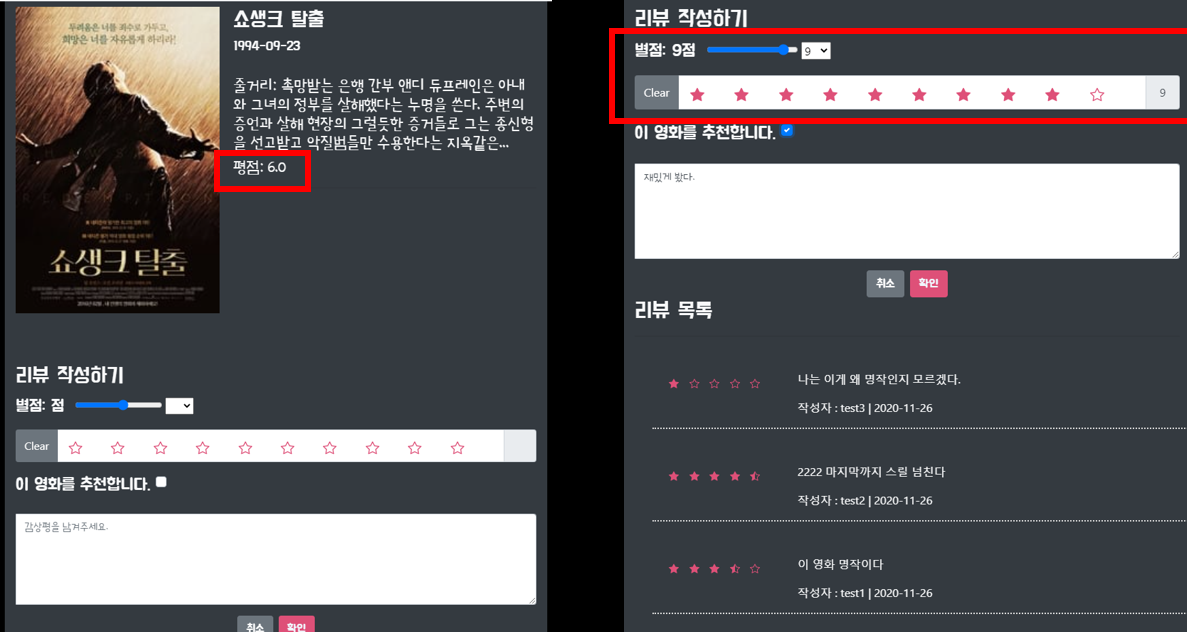 두려움은 너를 죄수로 가두고,
희망은 너를 자유롭게 하리라!
쇼생크 탈출
쇼생크 탈출
1994-09-23
줄거리: 촉망받는 은행 간부 앤디 듀프레인은 아내
와 그녀의 정부를 살해했다는 누명을 쓴다. 주변의
증언과 살해 현장의 그럴듯한 증거들로 그는 종신형
을 선고받고 악질범들만 수용한다는 지옥같은...
평점: 6.0
리뷰 작성하기
별점: 점
Clear
이 영화를 추천합니다.
감상평을 남겨주세요.
취소 확인
리뷰 작성하기
별점: 9점 9
Clear 9
이 영화를 추천합니다.
재밌게 봤다.
취소 확인
리뷰 목록
나는 이게 왜 명작인지 모르겠다.
작성자 : test3 | 2020-11-26
2222 마지막까지 스릴 넘친다
작성자 : test2 | 2020-11-26
이 영화 명작이다
작성자 : test1 | 2020-11-26